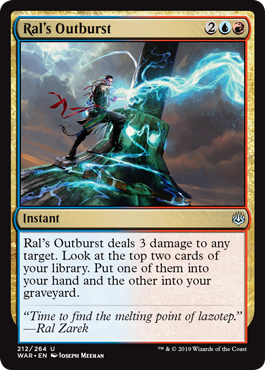 Ral's Outburst 2
Instant
Ral's Outburst deals 3 damage to any
target. Look at the top two cards of
your library. Put one of them into
your hand and the other into your
graveyard.
“Time to find the melting point of lazotep.”
—Ral Zarek
212/264 U
WAR • EN Joseph Meehan
™ & © 2019 Wizards of the Coast